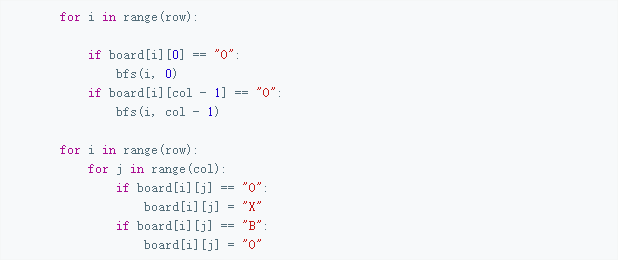 for i in range(row):
if board[i][0] == "O":
bfs(i, 0)
if board[i][col - 1] == "O":
bfs(i, col - 1)
for i in range(row):
for j in range(col):
if board[i][j] == "O":
board[i][j] = "X"
if board[i][j] == "B":
board[i][j] = "O"